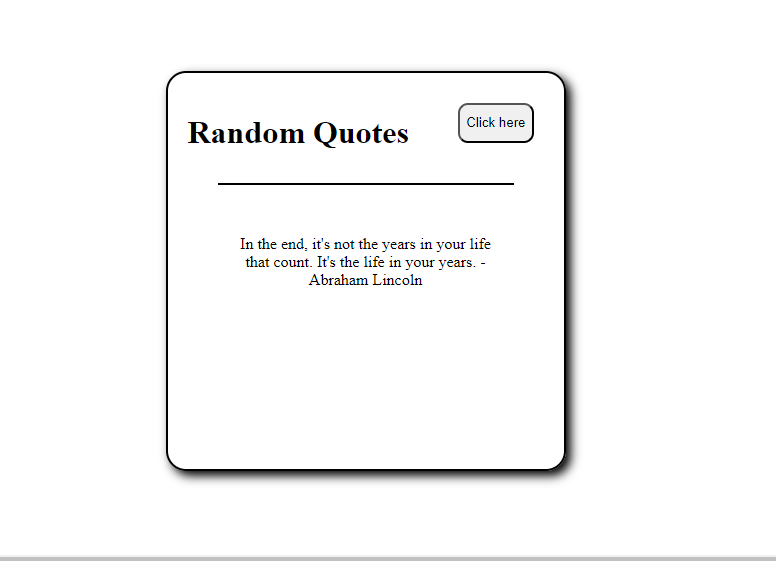 Random Quotes
Click here
In the end, it's not the years in your life
that count. It's the life in your years. -
Abraham Lincoln